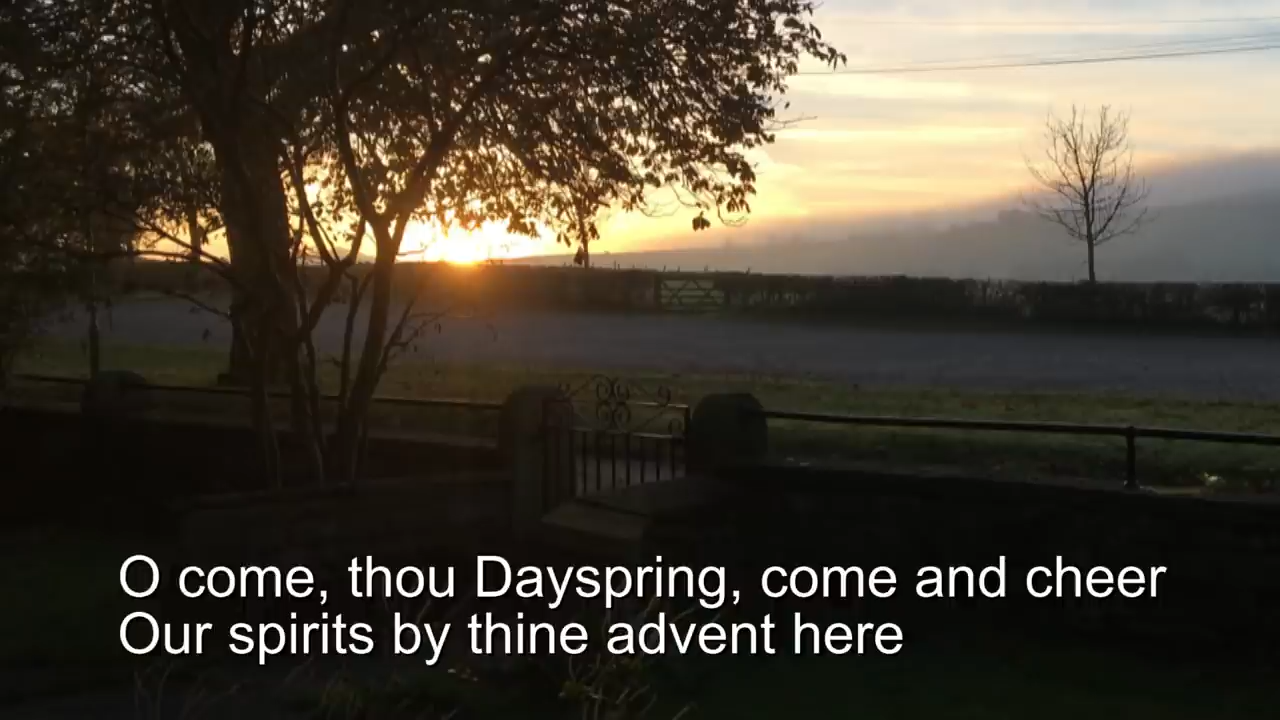 O come, thou Dayspring, come and cheer
Our spirits by thine advent here